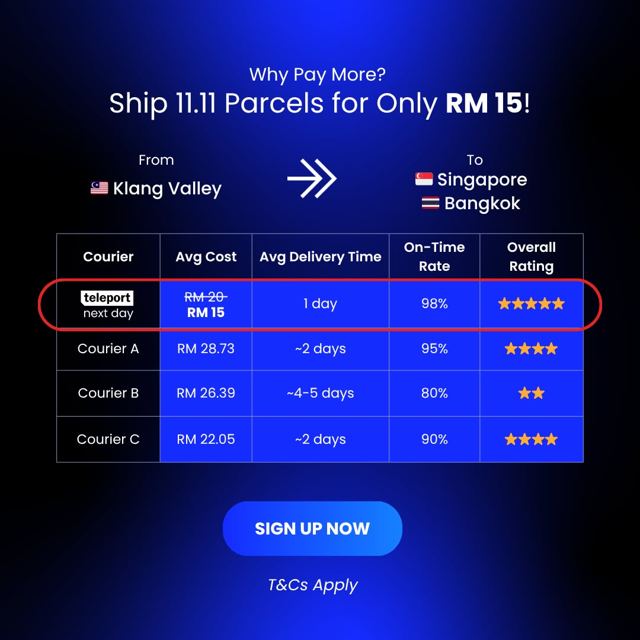 Why Pay More?
Ship 11.11 Parcels for Only RM 15!
From
Klang Valley
To
Singapore
Bangkok
Courier Avg Cost Avg Delivery Time On-Time Rate Overall Rating
teleport next day RM 20 RM 15 1 day 98%
Courier A RM 28.73 ~2 days 95%
Courier B RM 26.39 ~4-5 days 80%
Courier C RM 22.05 ~2 days 90%
SIGN UP NOW
T&Cs Apply